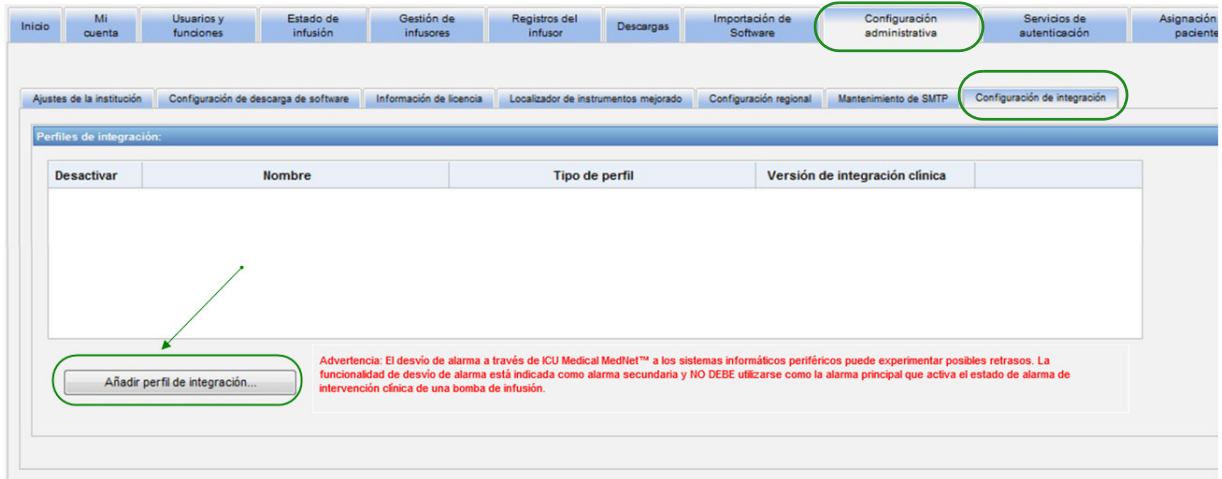 Inicio
Mi cuenta
Usuarios y funciones
Estado de infusión
Gestión de infusores
Registros del infusor
Descargas
Importación de Software
Configuración administrativa
Servicios de autenticación
Asignación paciente
Ajustes de la institución
Configuración de descarga de software
Información de licencia
Localizador de instrumentos mejorado
Configuración regional
Mantenimiento de SMTP
Configuración de integración
Perfiles de integración:
Desactivar Nombre Tipo de perfil Versión de integración clínica
Añadir perfil de integración...
Advertencia: El desvío de alarma a través de ICU Medical MedNet™ a los sistemas informáticos periféricos puede experimentar posibles retrasos. La
funcionalidad de desvío de alarma está indicada como alarma secundaria y NO DEBE utilizarse como la alarma principal que activa el estado de alarma de
intervención clínica de una bomba de infusión.